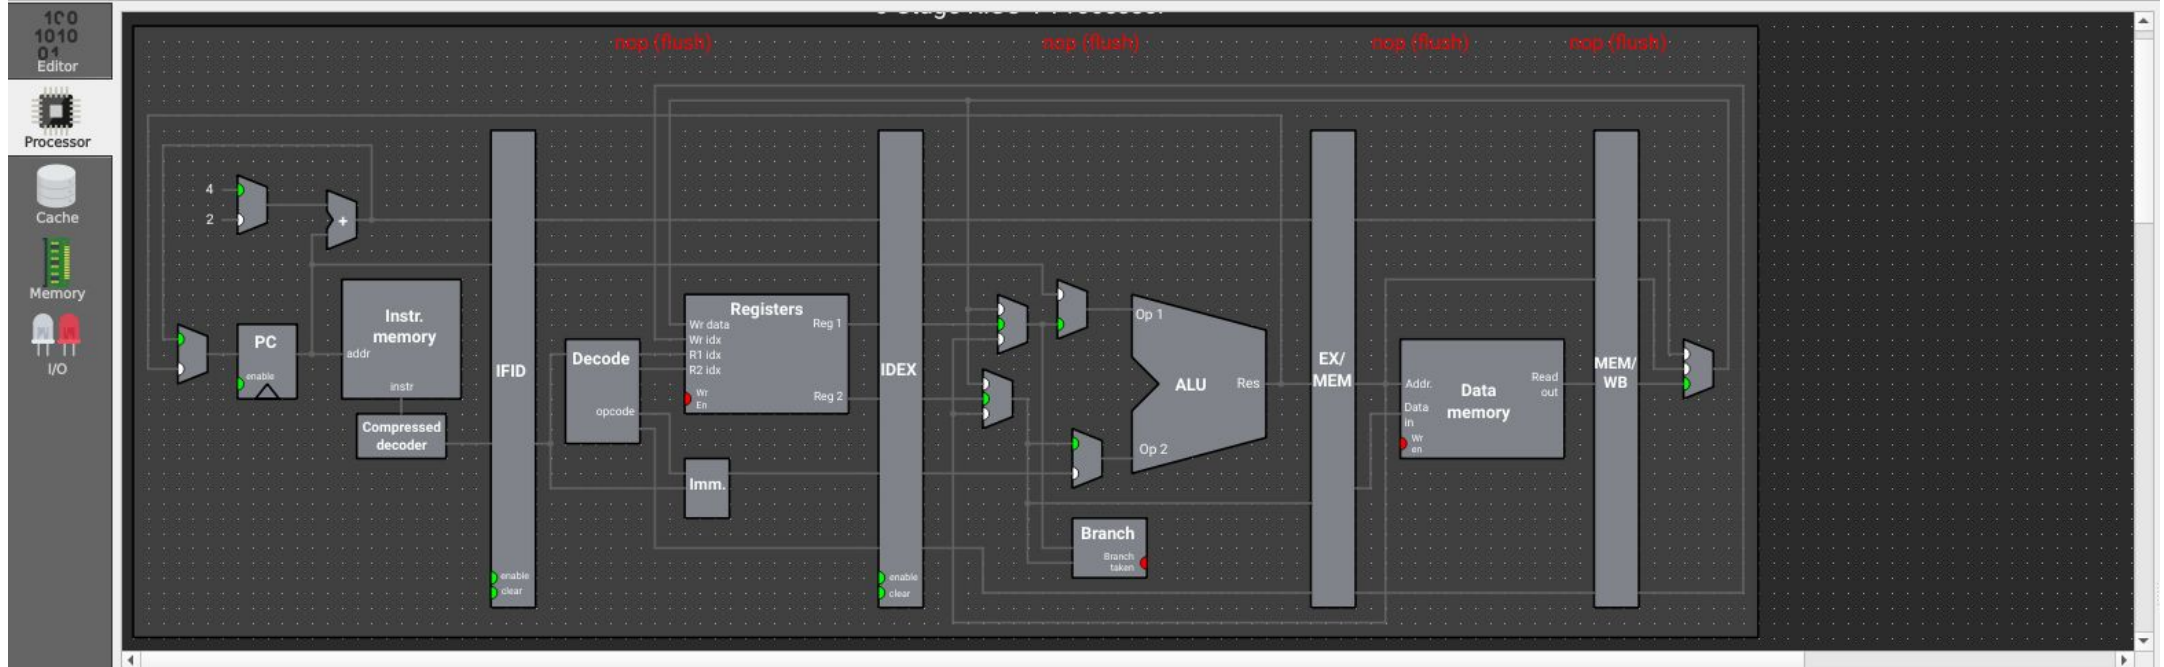 100
1010
01
Editor
Processor
Cache
Memory
I/O
nop (flush)
nop (flush)
nop (flush)
nop (flush)
4
2
+
PC
enable
Instr.
memory
addr
instr
Compressed
decoder
IFID
enable
clear
Decode
opcode
Registers
Wr data
Wr idx
R1 idx
R2 idx
Wr
En
Reg 1
Reg 2
Imm.
IDEX
enable
clear
Op 1
ALU
Res
Op 2
Branch
Branch
taken
EX/
MEM
Addr.
Data
in
Wr
en
Data
memory
Read
out
MEM/
WB